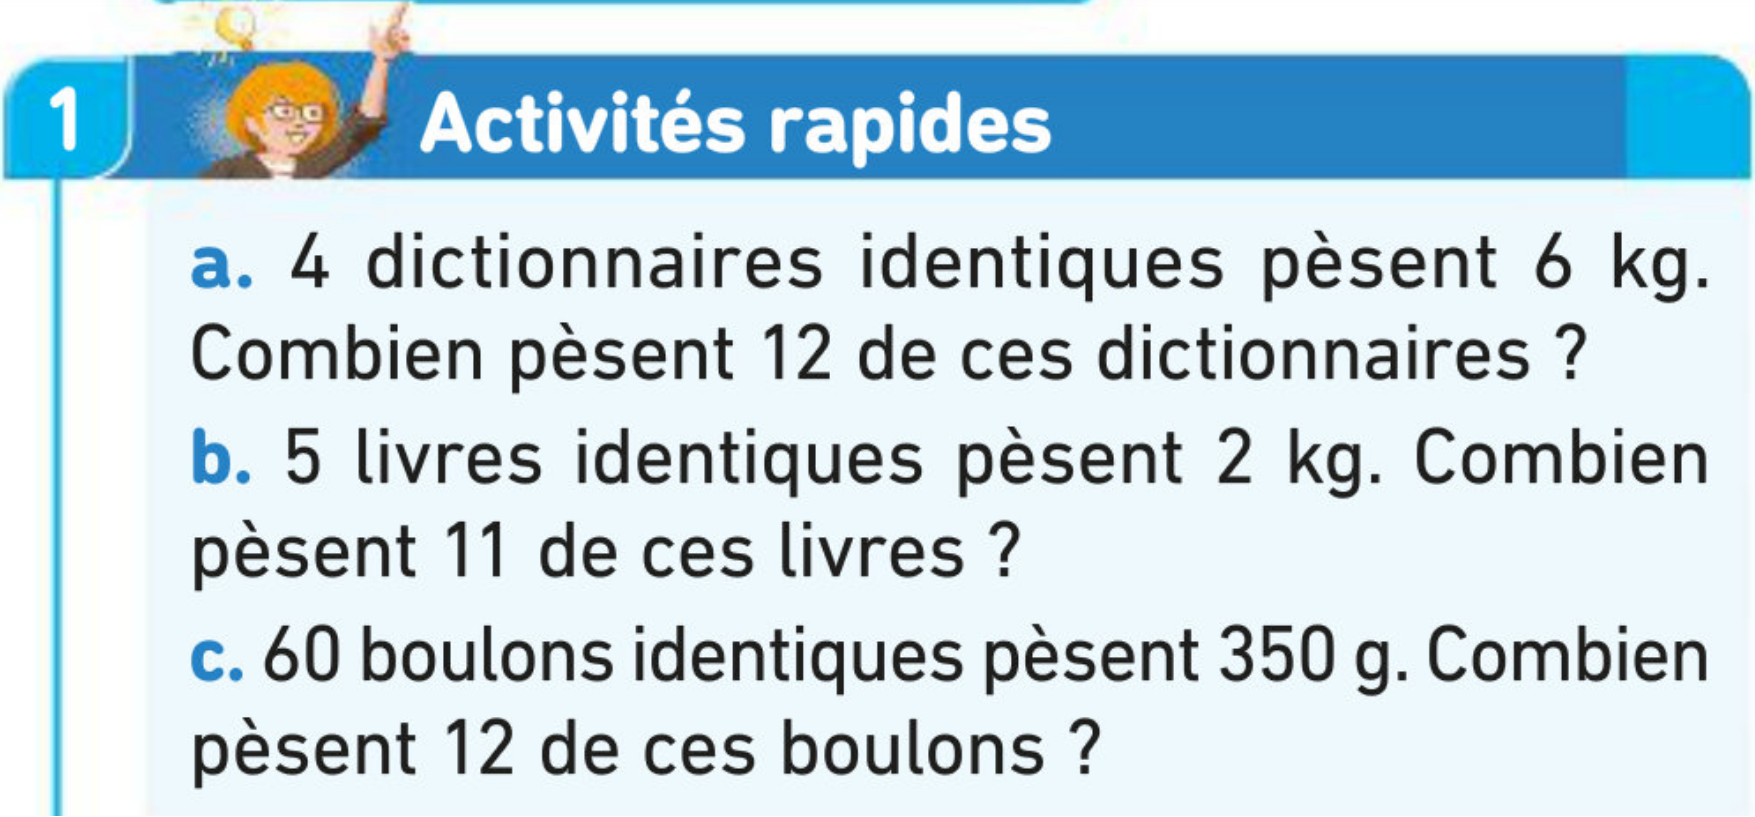 1 Activités rapides
a. 4 dictionnaires identiques pèsent 6 kg.
Combien pèsent 12 de ces dictionnaires ?
b. 5 livres identiques pèsent 2 kg. Combien
pèsent 11 de ces livres ?
c. 60 boulons identiques pèsent 350 g. Combien
pèsent 12 de ces boulons ?